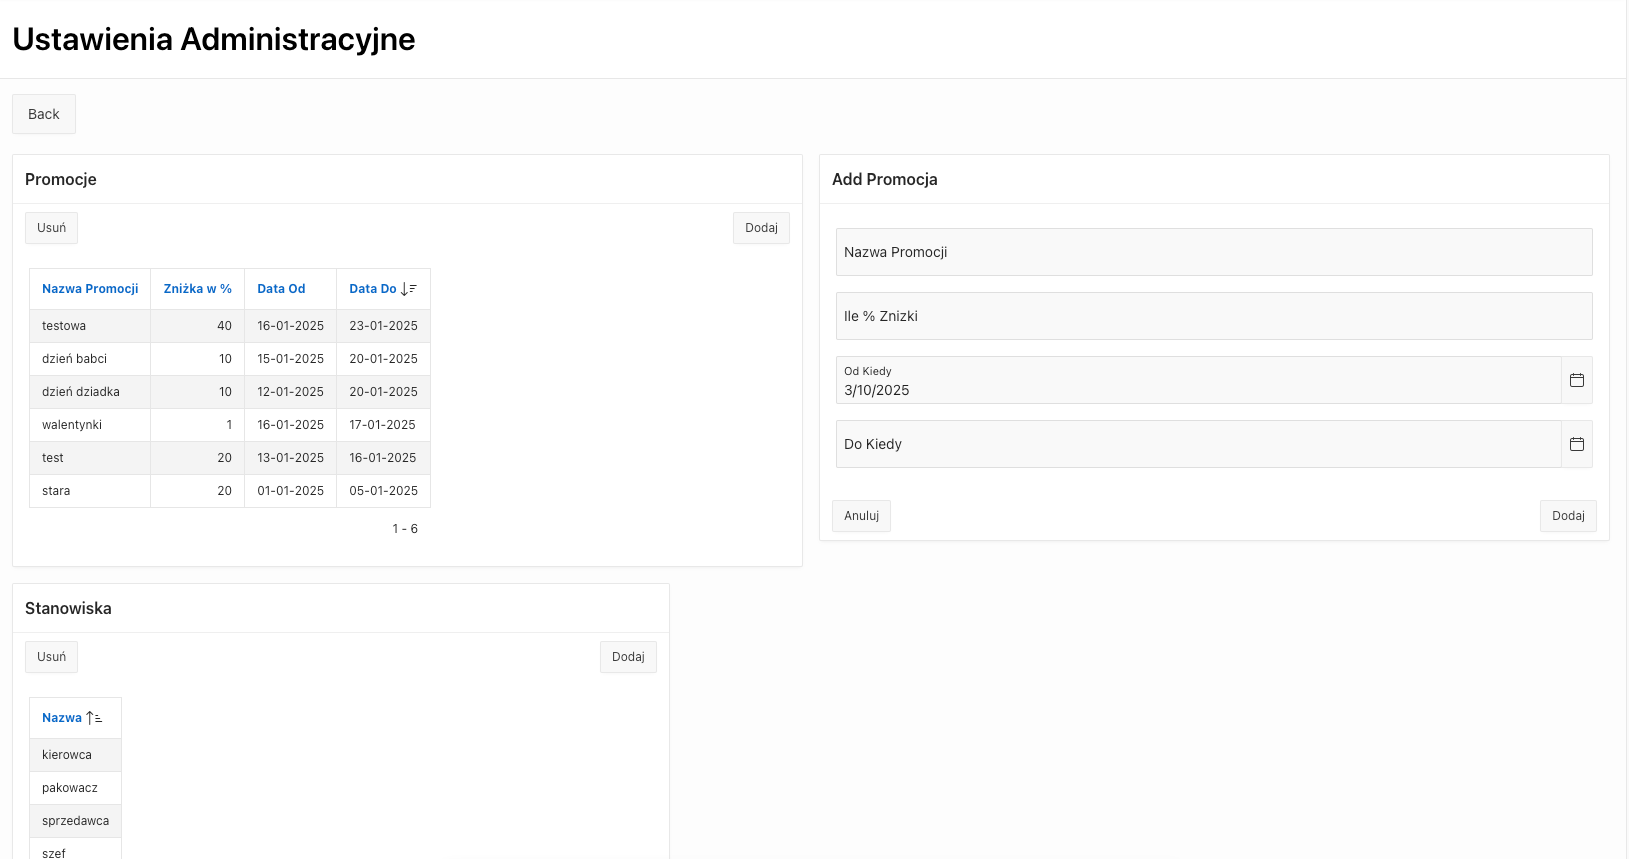 Ustawienia Administracyjne
Back
Promocje
Usuń Dodaj
Nazwa Promocji Zniżka w % Data Od Data Do
testowa 40 16-01-2025 23-01-2025
dzień babci 10 15-01-2025 20-01-2025
dzień dziadka 10 12-01-2025 20-01-2025
walentynki 1 16-01-2025 17-01-2025
test 20 13-01-2025 16-01-2025
stara 20 01-01-2025 05-01-2025
1 - 6
Add Promocja
Nazwa Promocji
Ile % Znizki
Od Kiedy
3/10/2025
Do Kiedy
Anuluj Dodaj
Stanowiska
Usuń Dodaj
Nazwa
kierowca
pakowacz
sprzedawca
szef